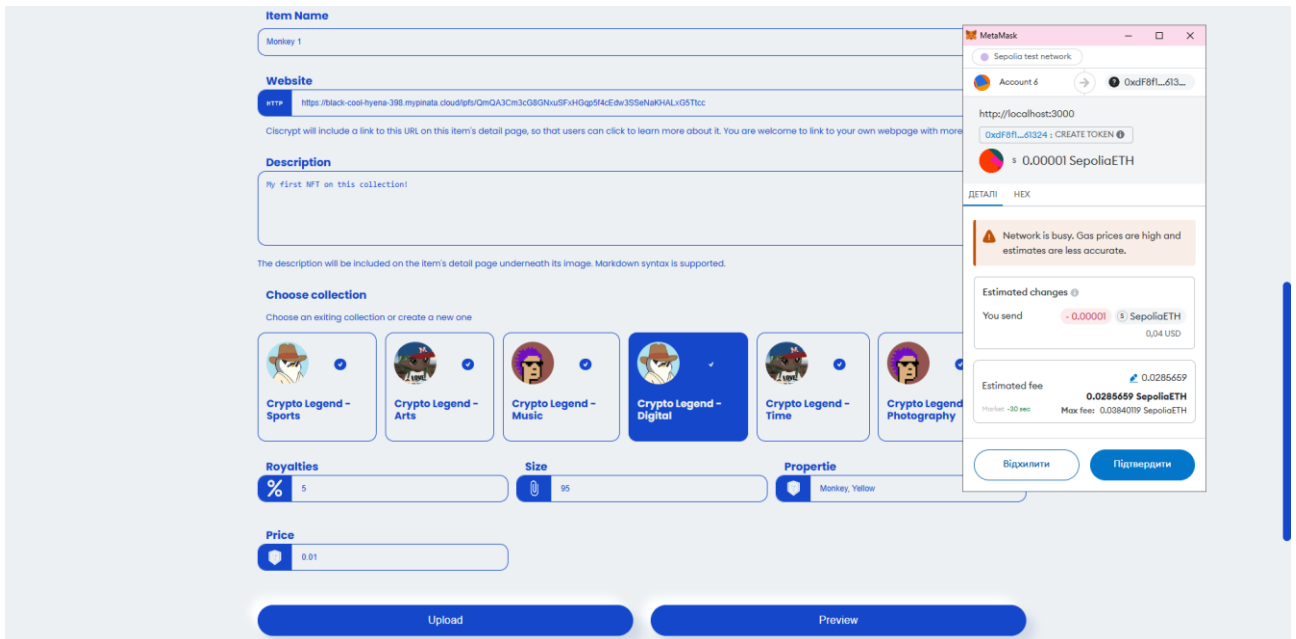 Item Name
Monkey 1
Website
HTTP https://black-cool-hyena-398.mypinata.cloud/ipfs/QmQA3Cm3cG8GNxuSFxHGqp5f4cEdw3SSeNaKHALxG5Ttcc
Ciscrypt will include a link to this URL on this item's detail page, so that users can click to learn more about it. You are welcome to link to your own webpage with more
Description
My first NFT on this collection!
The description will be included on the item's detail page underneath its image. Markdown syntax is supported.
Choose collection
Choose an exiting collection or create a new one
Crypto Legend - Sports
Crypto Legend - Arts
Crypto Legend - Music
Crypto Legend - Digital
Crypto Legend - Time
Crypto Legend Photography
Royalties
% 5
Size
95
Propertie
Monkey, Yellow
Price
0.01
Upload
Preview
MetaMask
Sepolia test network
Account 6
0xdF8f1...613...
http://localhost:3000
0xdF8f1...61324 : CREATE TOKEN
S 0.00001 SepoliaETH
ДЕТАЛІ HEX
Network is busy. Gas prices are high and
estimates are less accurate.
Estimated changes
You send - 0,00001 S SepoliaETH
0,04 USD
Estimated fee
0.0285659
0.0285659 SepoliaETH
Market ~30 sec Max fee: 0.03840119 SepoliaETH
Відхилити
Підтвердити